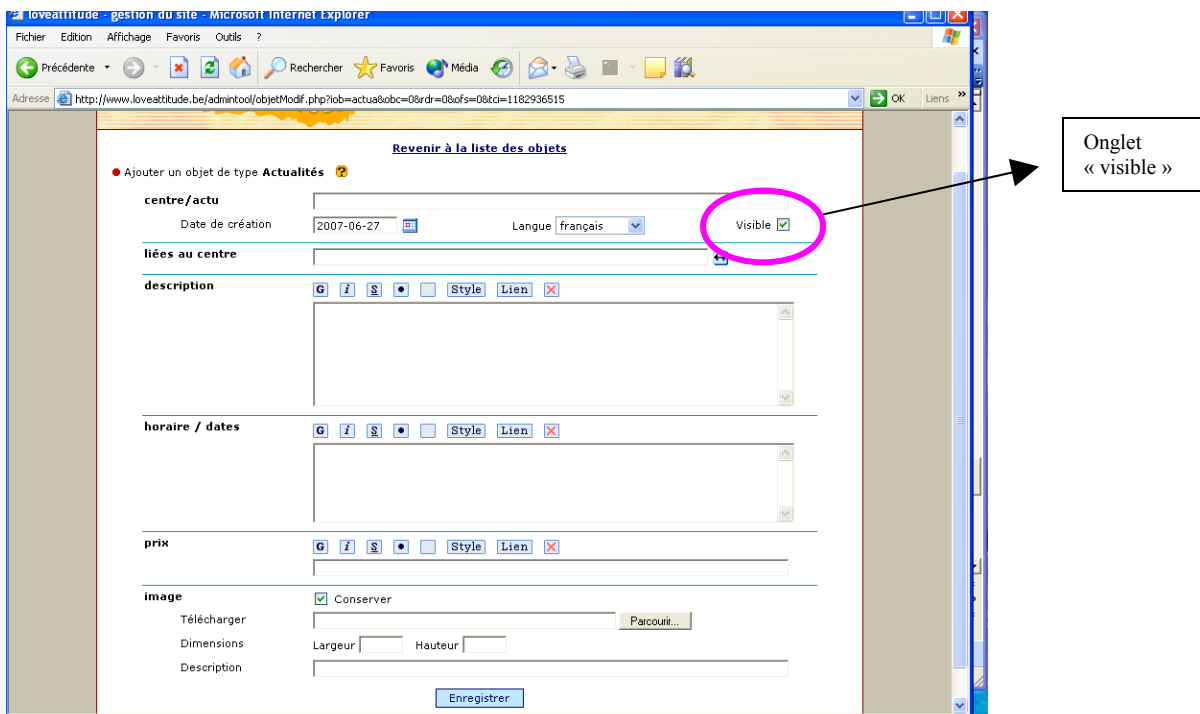 loveattitude - gestion du site - Microsoft Internet Explorer
Fichier Edition Affichage Favoris Outils ?
Précédente Rechercher Favoris Média
Adresse http://www.loveattitude.be/admintool/objetModif.php?iob=actua&obc=0&rdr=0&ofs=0&tci=1182936515 OK Liens »
Revenir à la liste des objets
Ajouter un objet de type Actualités ?
centre/actu
Date de création 2007-06-27 Langue français Visible
liées au centre
description G i S Style Lien
horaire / dates G i S Style Lien
prix G i S Style Lien
image Conserver
Télécharger Parcourir...
Dimensions Largeur Hauteur
Description
Enregistrer
Onglet
« visible »